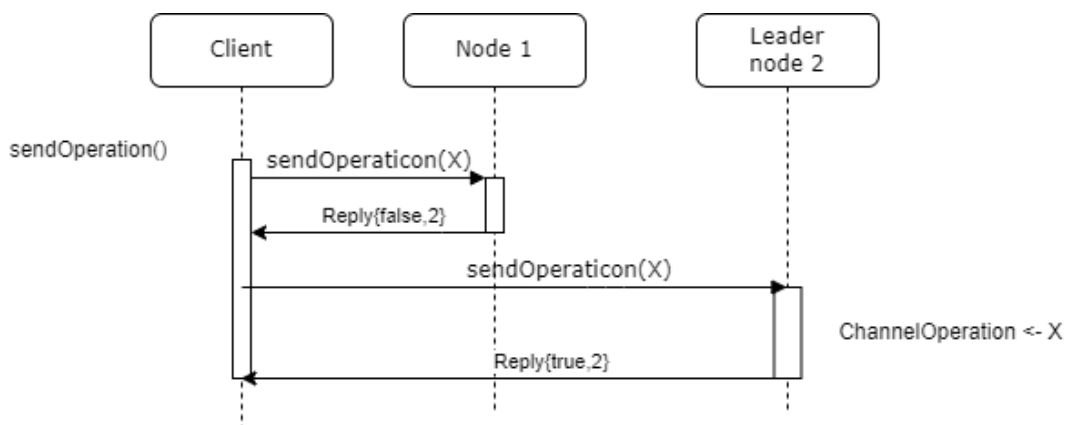 Client
Node 1
Leader
node 2
sendOperation()
sendOperaticon(X)
Reply{false,2}
sendOperaticon(X)
ChannelOperation <- X
Reply{true,2}